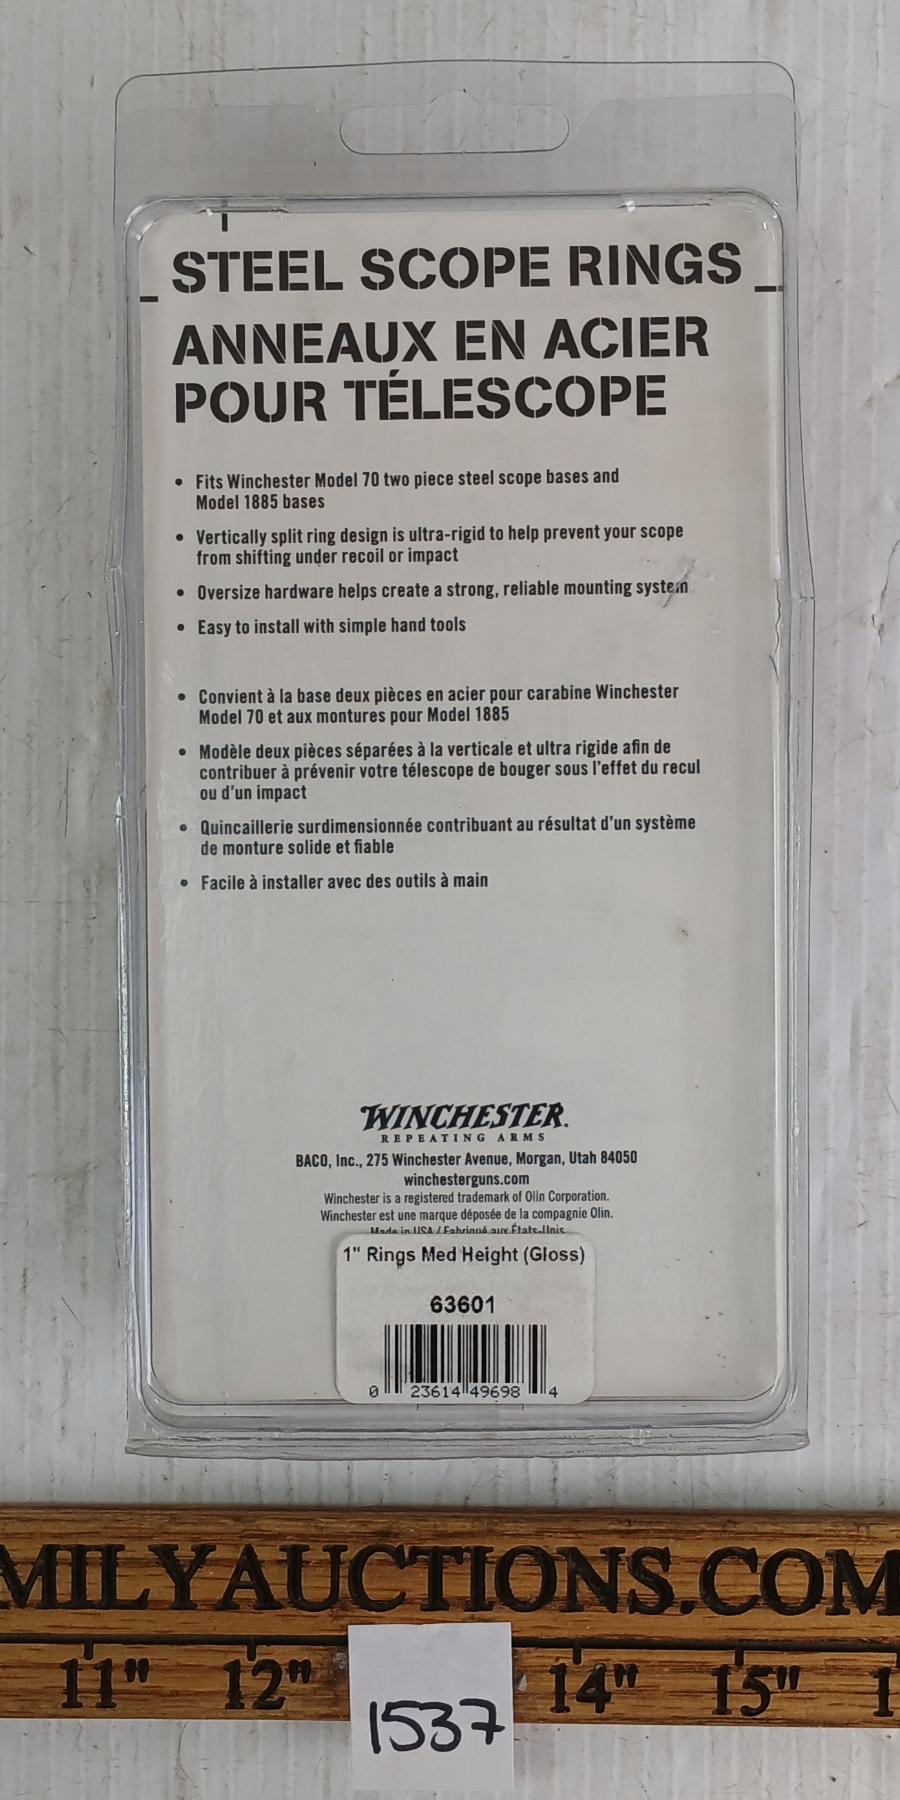 STEEL SCOPE RINGS
ANNEAUX EN ACIER
POUR TÉLESCOPE
• Fits Winchester Model 70 two piece steel scope bases and
Model 1885 bases
• Vertically split ring design is ultra-rigid to help prevent your scope
from shifting under recoil or impact
• Oversize hardware helps create a strong, reliable mounting system
• Easy to install with simple hand tools
• Convient à la base deux pièces en acier pour carabine Winchester
Model 70 et aux montures pour Model 1885
• Modèle deux pièces séparées à la verticale et ultra rigide afin de
contribuer à prévenir votre télescope de bouger sous l'effet du recul
ou d'un impact
• Quincaillerie surdimensionnée contribuant au résultat d'un système
de monture solide et fiable
• Facile à installer avec des outils à main
WINCHESTER.
REPEATING ARMS
BACO, Inc., 275 Winchester Avenue, Morgan, Utah 84050
winchesterguns.com
Winchester is a registered trademark of Olin Corporation.
Winchester est une marque déposée de la compagnie Olin.
Made in USA / Fabriqué aux États-Unis
1" Rings Med Height (Gloss)
63601
0 23614 49698 4
MILYAUCTIONS.COM
11" 12" 14" 15" 1
1537